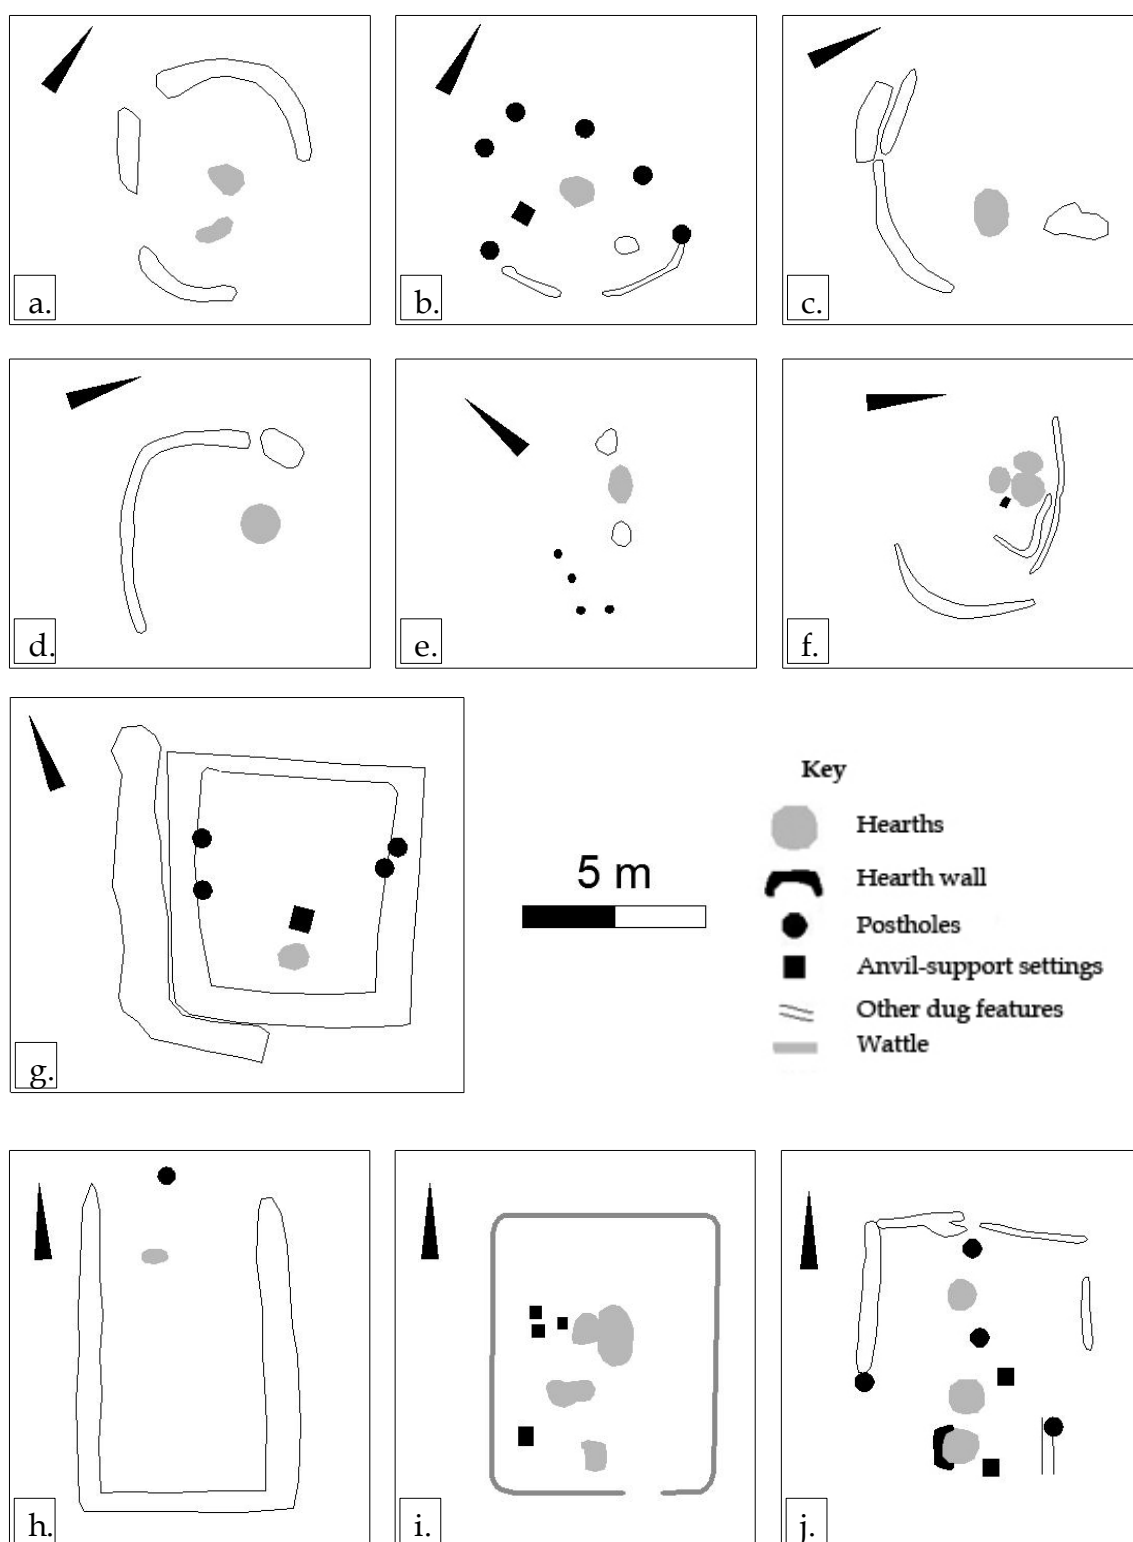 a.
b.
c.
d.
e.
f.
g.
5 m
Key
Hearths
Hearth wall
Postholes
Anvil-support settings
Other dug features
Wattle
h.
i.
j.